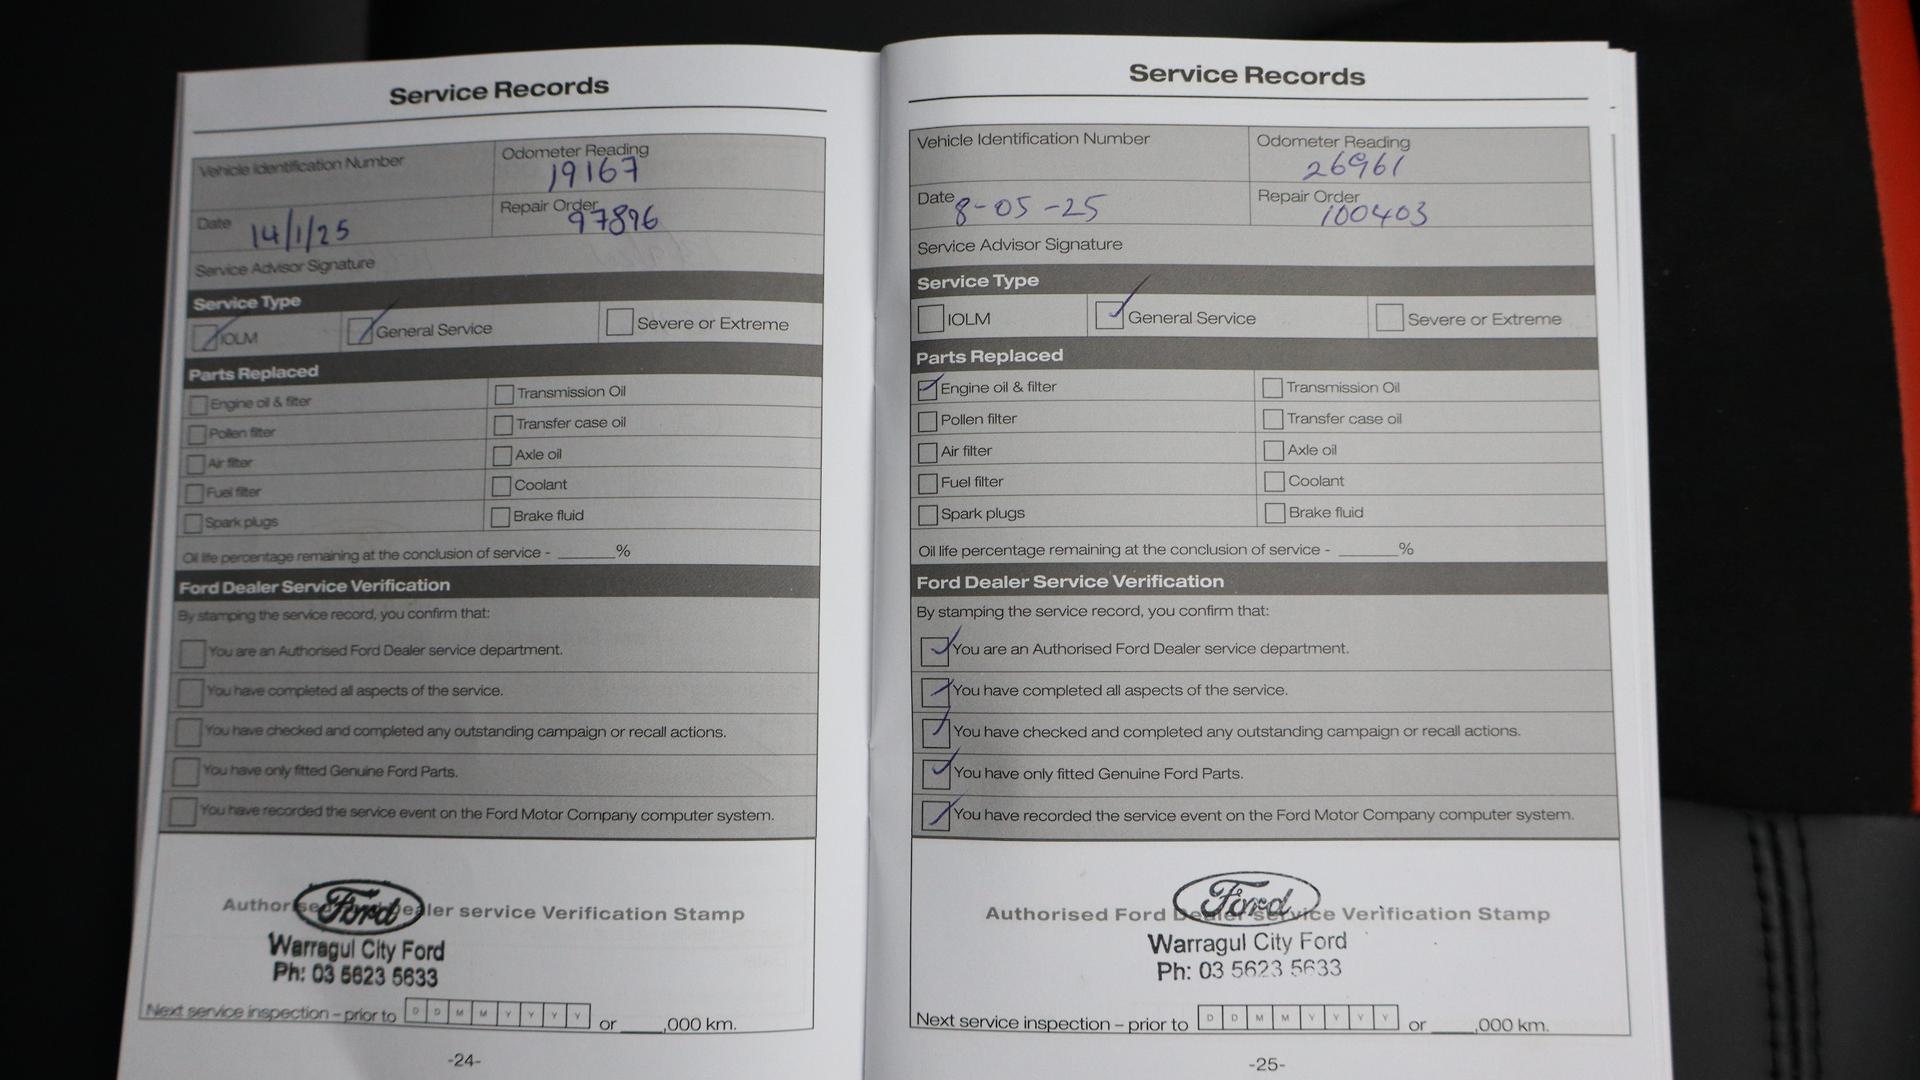 Service Records
Vehicle Identification Number
Odometer Reading
19167
Date 14/1/25
Repair Order
97896
Service Advisor Signature
Service Type
IOLM
General Service
Severe or Extreme
Parts Replaced
Engine oil & filter
Transmission Oil
Pollen filter
Transfer case oil
Air filter
Axle oil
Fuel filter
Coolant
Spark plugs
Brake fluid
Oil life percentage remaining at the conclusion of service - ______%
Ford Dealer Service Verification
By stamping the service record, you confirm that:
You are an Authorised Ford Dealer service department.
You have completed all aspects of the service.
You have checked and completed any outstanding campaign or recall actions.
You have only fitted Genuine Ford Parts.
You have recorded the service event on the Ford Motor Company computer system.
Ford
Authorised Dealer service Verification Stamp
Warragul City Ford
Ph: 03 5623 5633
Next service inspection – prior to D D M M Y Y Y Y or _____,000 km.
-24-
Service Records
Vehicle Identification Number
Odometer Reading
26961
Date 8-05-25
Repair Order
100403
Service Advisor Signature
Service Type
IOLM
General Service
Severe or Extreme
Parts Replaced
Engine oil & filter
Transmission Oil
Pollen filter
Transfer case oil
Air filter
Axle oil
Fuel filter
Coolant
Spark plugs
Brake fluid
Oil life percentage remaining at the conclusion of service - ______%
Ford Dealer Service Verification
By stamping the service record, you confirm that:
You are an Authorised Ford Dealer service department.
You have completed all aspects of the service.
You have checked and completed any outstanding campaign or recall actions.
You have only fitted Genuine Ford Parts.
You have recorded the service event on the Ford Motor Company computer system.
Ford
Authorised Ford Dealer service Verification Stamp
Warragul City Ford
Ph: 03 5623 5633
Next service inspection – prior to D D M M Y Y Y Y or _____,000 km.
-25-